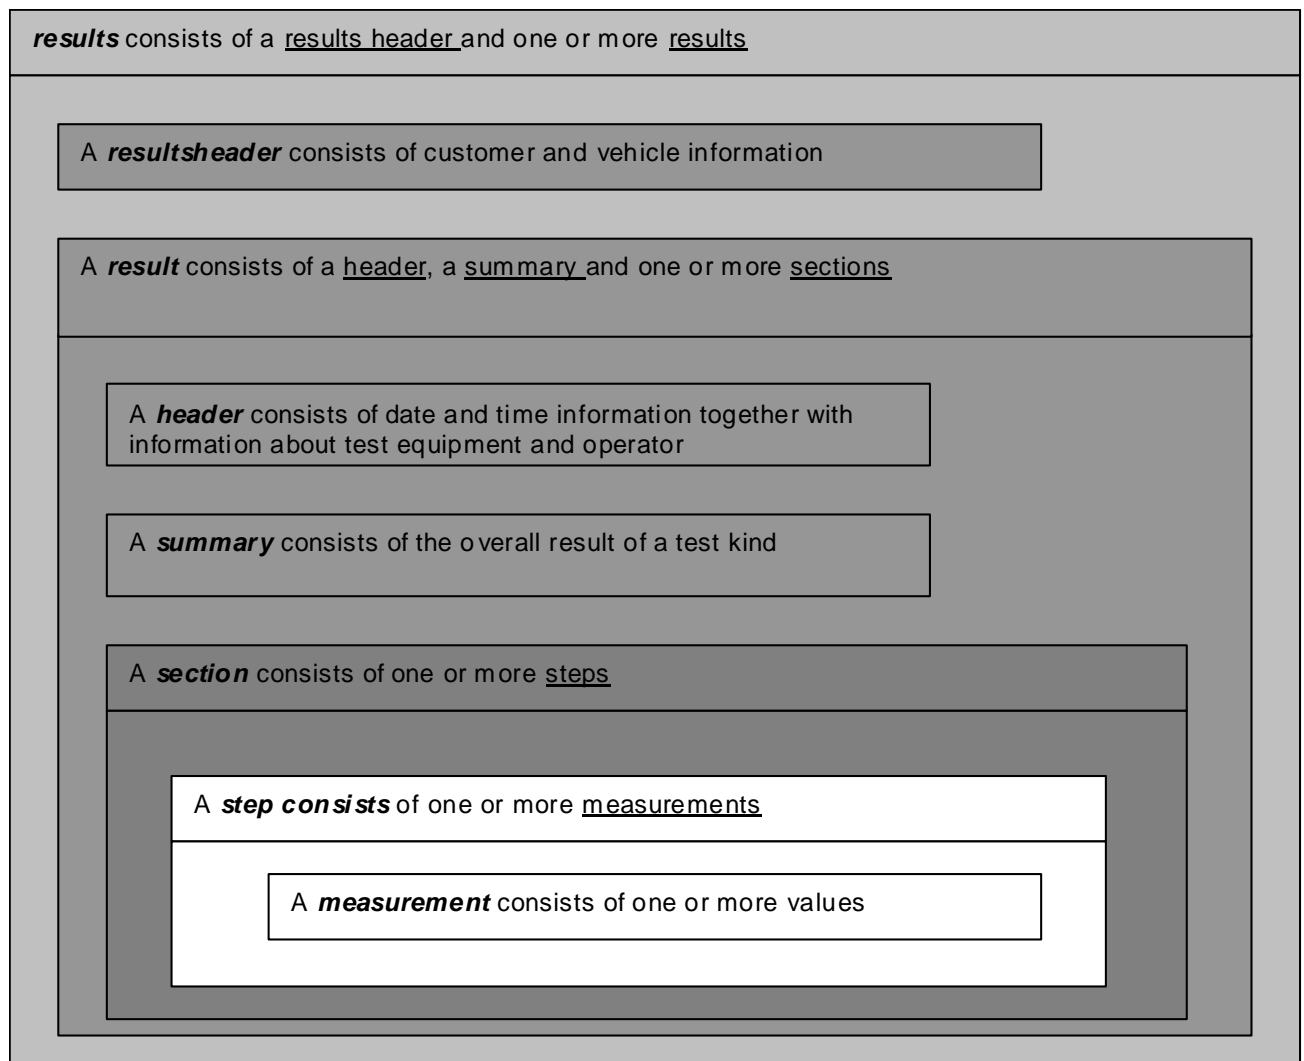 results consists of a results header and one or more results
A resultsheader consists of customer and vehicle information
A result consists of a header, a summary and one or more sections
A header consists of date and time information together with
information about test equipment and operator
A summary consists of the overall result of a test kind
A section consists of one or more steps
A step consists of one or more measurements
A measurement consists of one or more values